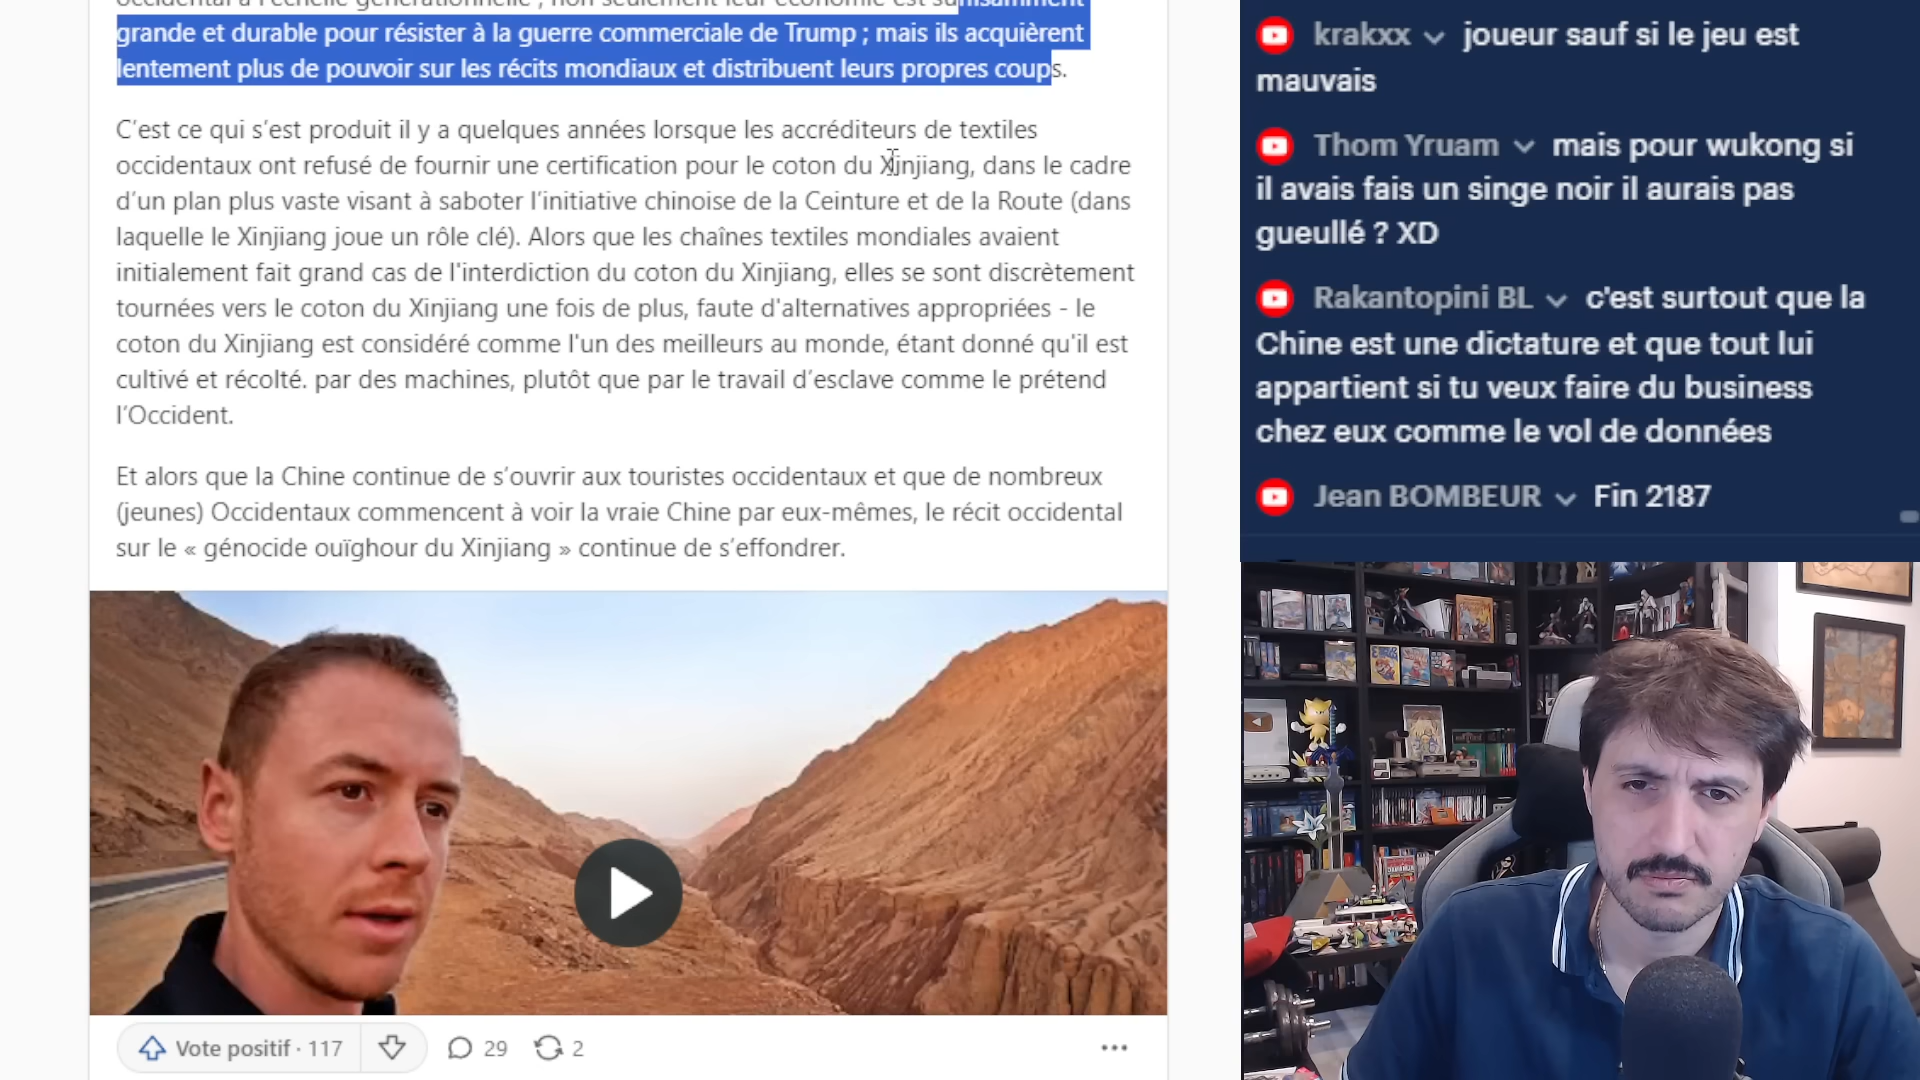 grande et durable pour résister à la guerre commerciale de Trump ; mais ils acquièrent
lentement plus de pouvoir sur les récits mondiaux et distribuent leurs propres coups.
C’est ce qui s’est produit il y a quelques années lorsque les accréditeurs de textiles
occidentaux ont refusé de fournir une certification pour le coton du Xinjiang, dans le cadre
d’un plan plus vaste visant à saboter l’initiative chinoise de la Ceinture et de la Route (dans
laquelle le Xinjiang joue un rôle clé). Alors que les chaînes textiles mondiales avaient
initialement fait grand cas de l'interdiction du coton du Xinjiang, elles se sont discrètement
tournées vers le coton du Xinjiang une fois de plus, faute d'alternatives appropriées - le
coton du Xinjiang est considéré comme l'un des meilleurs au monde, étant donné qu'il est
cultivé et récolté. par des machines, plutôt que par le travail d’esclave comme le prétend
l’Occident.
Et alors que la Chine continue de s’ouvrir aux touristes occidentaux et que de nombreux
(jeunes) Occidentaux commencent à voir la vraie Chine par eux-mêmes, le récit occidental
sur le « génocide ouïghour du Xinjiang » continue de s’effondrer.
Vote positif · 117
29
2
krakxx joueur sauf si le jeu est
mauvais
Thom Yruam mais pour wukong si
il avais fais un singe noir il aurais pas
gueullé ? XD
Rakantopini BL c'est surtout que la
Chine est une dictature et que tout lui
appartient si tu veux faire du business
chez eux comme le vol de données
Jean BOMBEUR Fin 2187